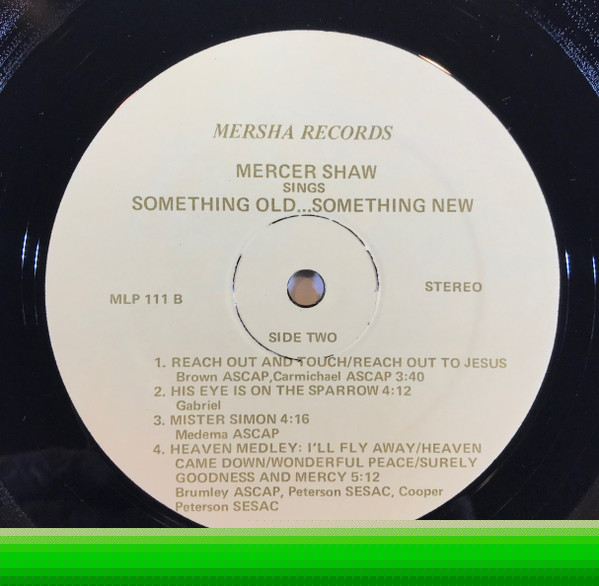 MERSHA RECORDS
MERCER SHAW
SINGS
SOMETHING OLD...SOMETHING NEW
MLP 111 B
STEREO
SIDE TWO
1. REACH OUT AND TOUCH/REACH OUT TO JESUS
Brown ASCAP,Carmichael ASCAP 3:40
2. HIS EYE IS ON THE SPARROW 4:12
Gabriel
3. MISTER SIMON 4:16
Medema ASCAP
4. HEAVEN MEDLEY: I'LL FLY AWAY/HEAVEN
CAME DOWN/WONDERFUL PEACE/SURELY
GOODNESS AND MERCY 5:12
Brumley ASCAP, Peterson SESAC, Cooper
Peterson SESAC